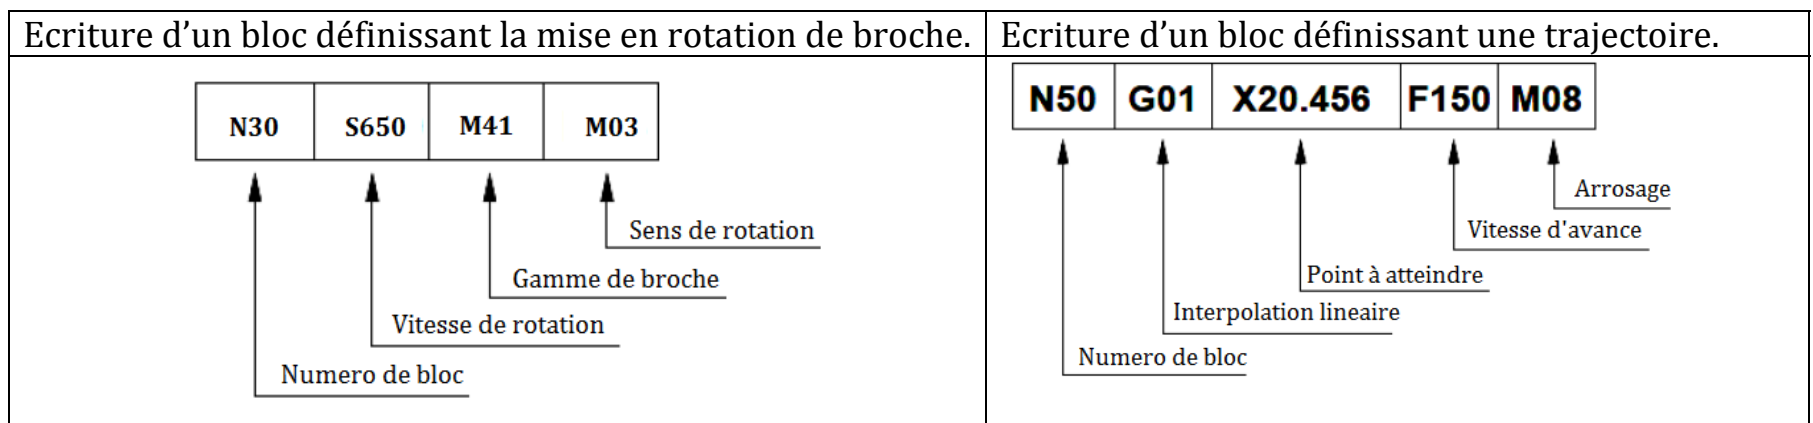 Ecriture d’un bloc définissant la mise en rotation de broche.
N30 S650 M41 M03
Sens de rotation
Gamme de broche
Vitesse de rotation
Numero de bloc
Ecriture d’un bloc définissant une trajectoire.
N50 G01 X20.456 F150 M08
Arrosage
Vitesse d'avance
Point à atteindre
Interpolation lineaire
Numero de bloc